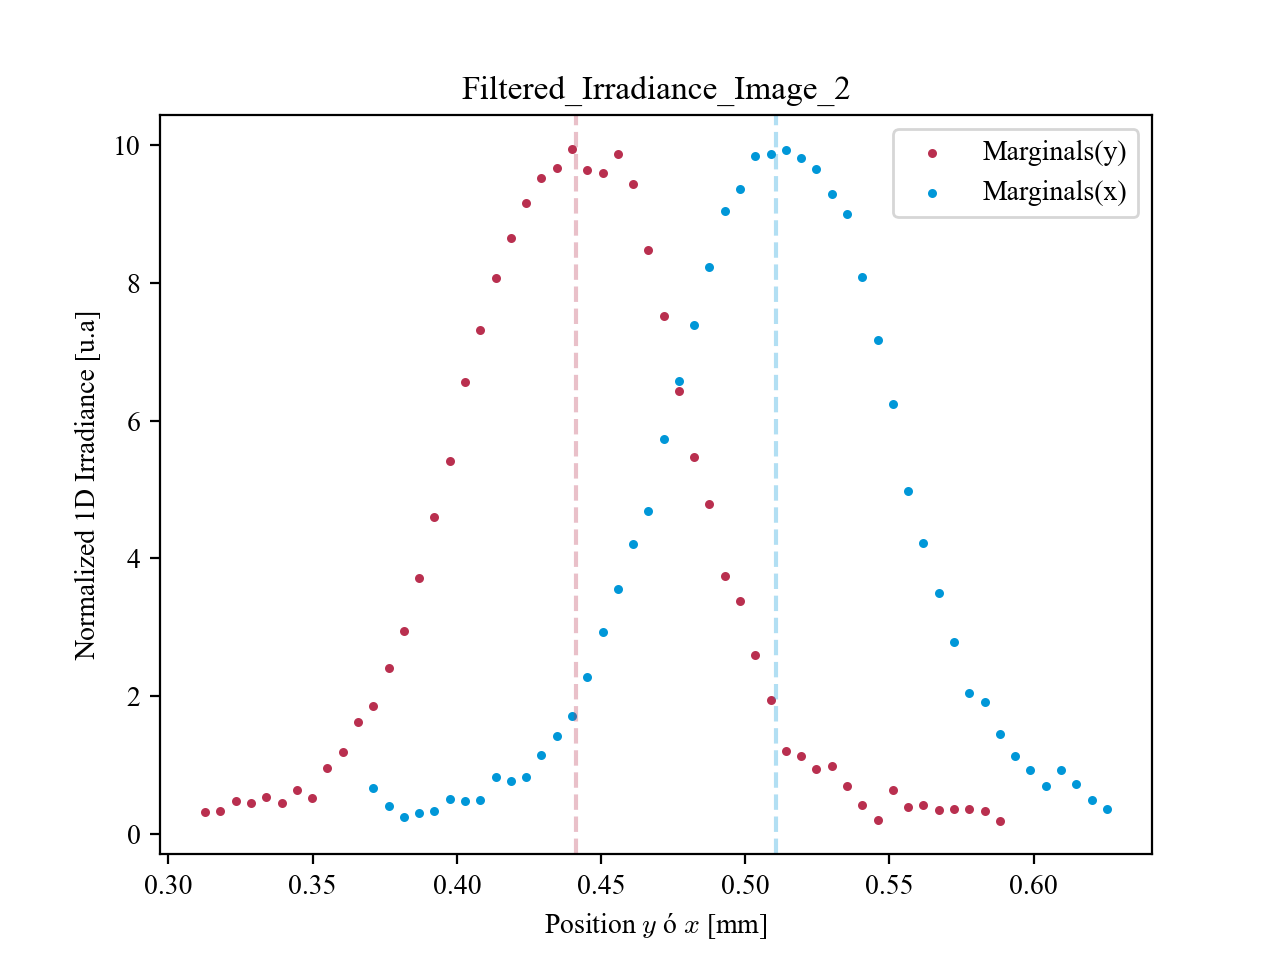 Filtered_Irradiance_Image_2
Marginals(y)
Marginals(x)
Normalized 1D Irradiance [u.a]
10
8
6
4
2
0
0.30 0.35 0.40 0.45 0.50 0.55 0.60
Position y ó x [mm]